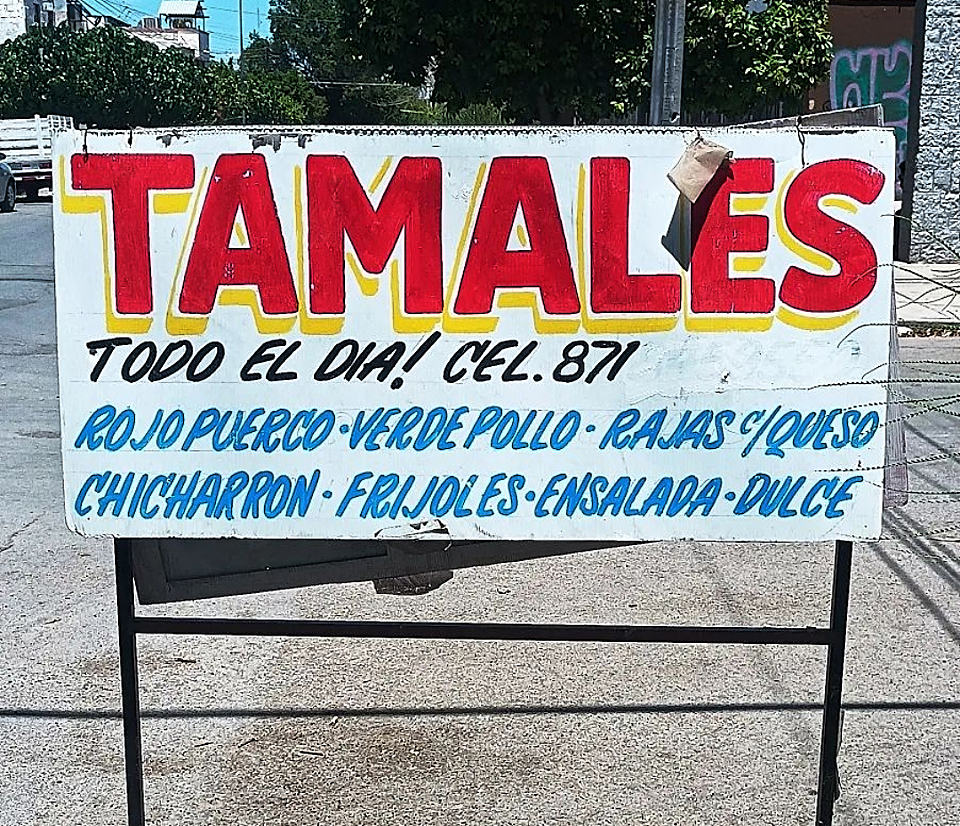 TAMALES
TODO EL DIA! CEL. 871
ROJO PUERCO · VERDE POLLO · RAJAS C/QUESO
CHICHARRON · FRIJOLES · ENSALADA · DULCE